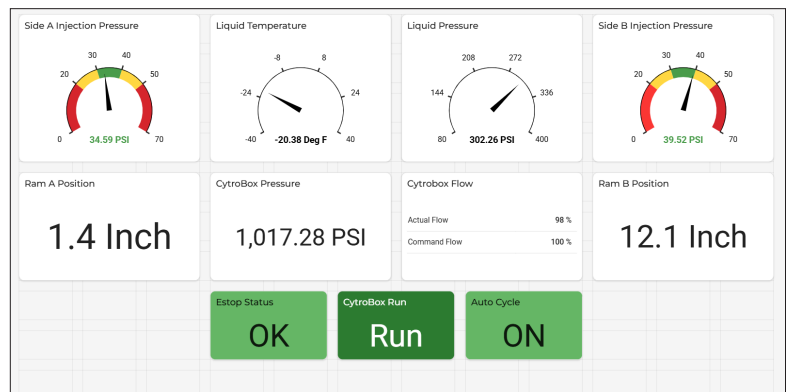 Side A Injection Pressure
30 40
20 50
0 70
34.59 PSI
Liquid Temperature
-8 8
-24 24
-40 40
-20.38 Deg F
Liquid Pressure
208 272
144 336
80 400
302.26 PSI
Side B Injection Pressure
30 40
20 50
0 70
39.52 PSI
Ram A Position
1.4 Inch
CytroBox Pressure
1,017.28 PSI
Cytrobox Flow
Actual Flow 98 %
Command Flow 100 %
Ram B Position
12.1 Inch
Estop Status
OK
CytroBox Run
Run
Auto Cycle
ON